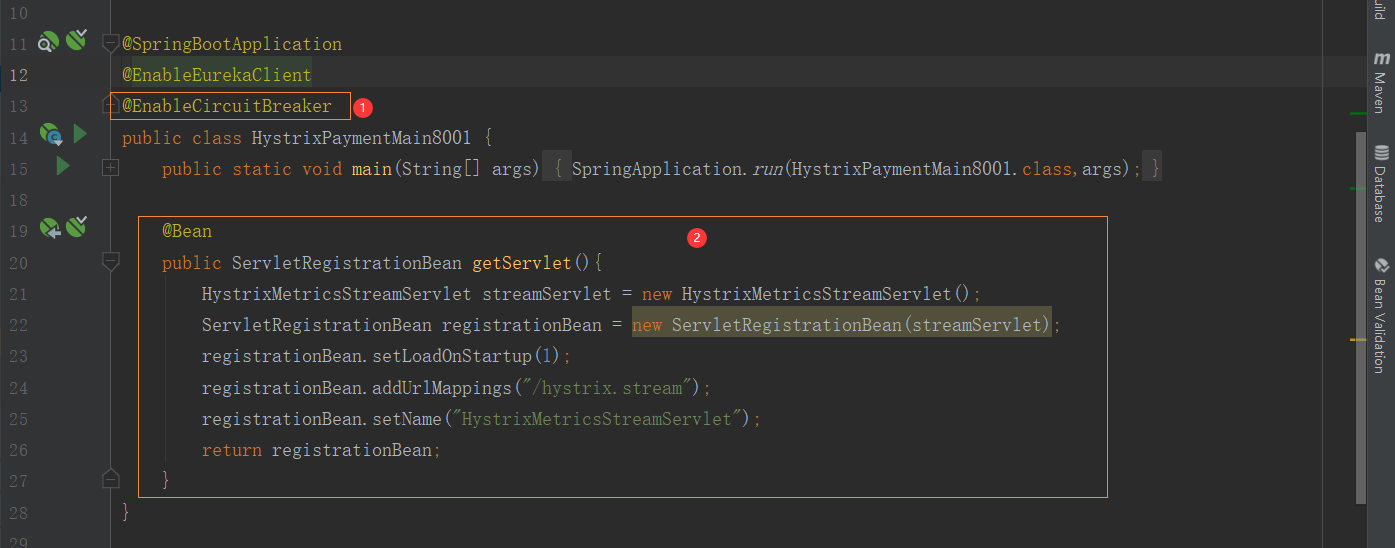 10
11 @SpringBootApplication
12 @EnableEurekaClient
13 @EnableCircuitBreaker 1
14 public class HystrixPaymentMain8001 {
15 public static void main(String[] args) { SpringApplication.run(HystrixPaymentMain8001.class,args); }
18
19 @Bean 2
20 public ServletRegistrationBean getServlet(){
21 HystrixMetricsStreamServlet streamServlet = new HystrixMetricsStreamServlet();
22 ServletRegistrationBean registrationBean = new ServletRegistrationBean(streamServlet);
23 registrationBean.setLoadOnStartup(1);
24 registrationBean.addUrlMappings("/hystrix.stream");
25 registrationBean.setName("HystrixMetricsStreamServlet");
26 return registrationBean;
27 }
28 }
29
m Maven
Database
Bean Validation